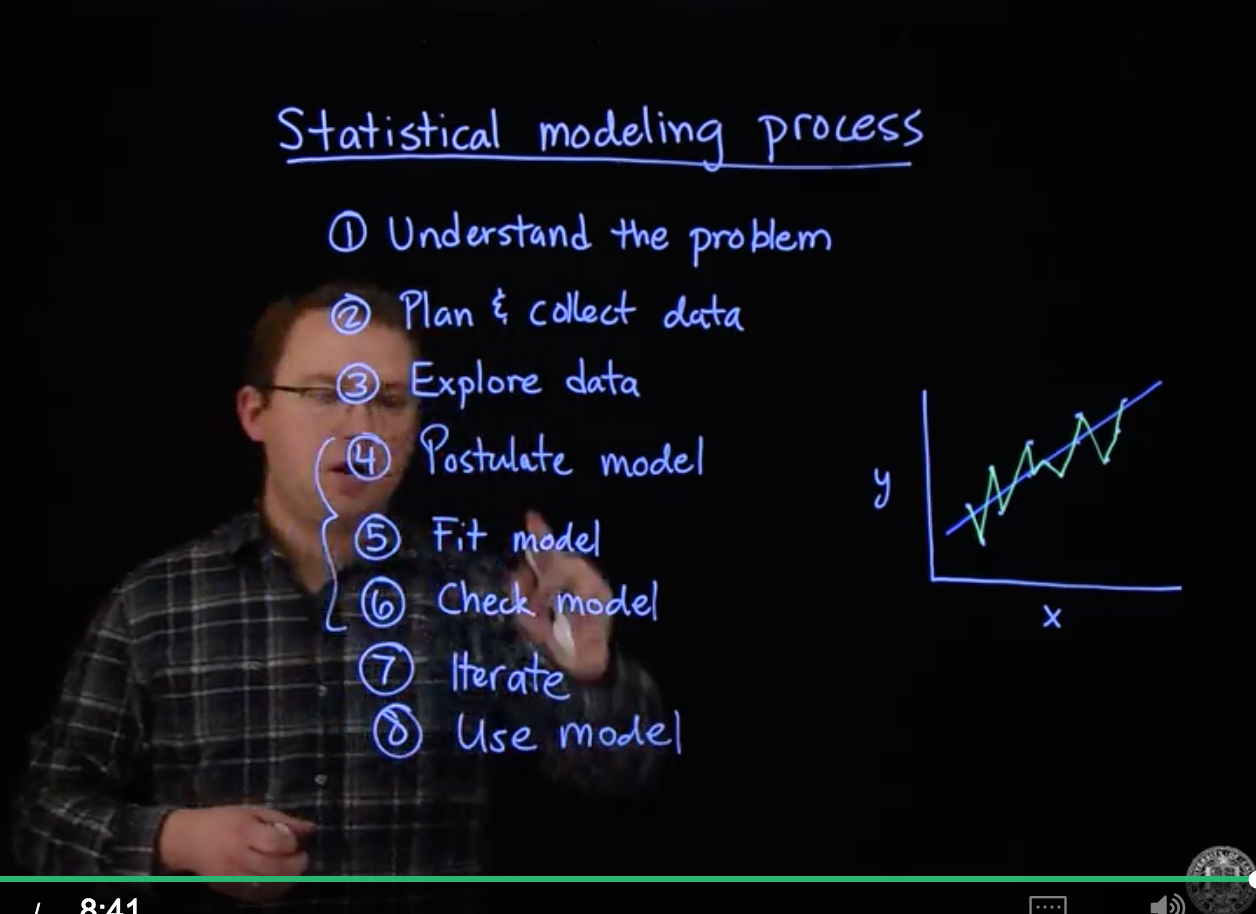 Statistical modeling process
① Understand the problem
② Plan & collect data
③ Explore data
④ Postulate model
⑤ Fit model
⑥ Check model
⑦ Iterate
⑧ Use model
y
x
/ 8:41